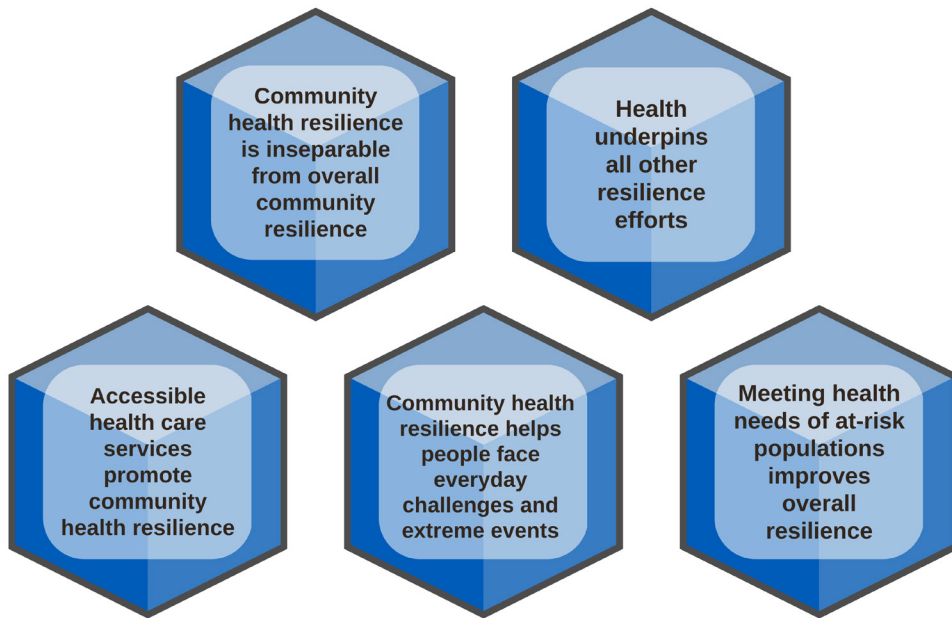 Community
health resilience
is inseparable
from overall
community
resilience
Health
underpins
all other
resilience
efforts
Accessible
health care
services
promote
community
health resilience
Community health
resilience helps
people face
everyday
challenges and
extreme events
Meeting health
needs of at-risk
populations
improves
overall
resilience